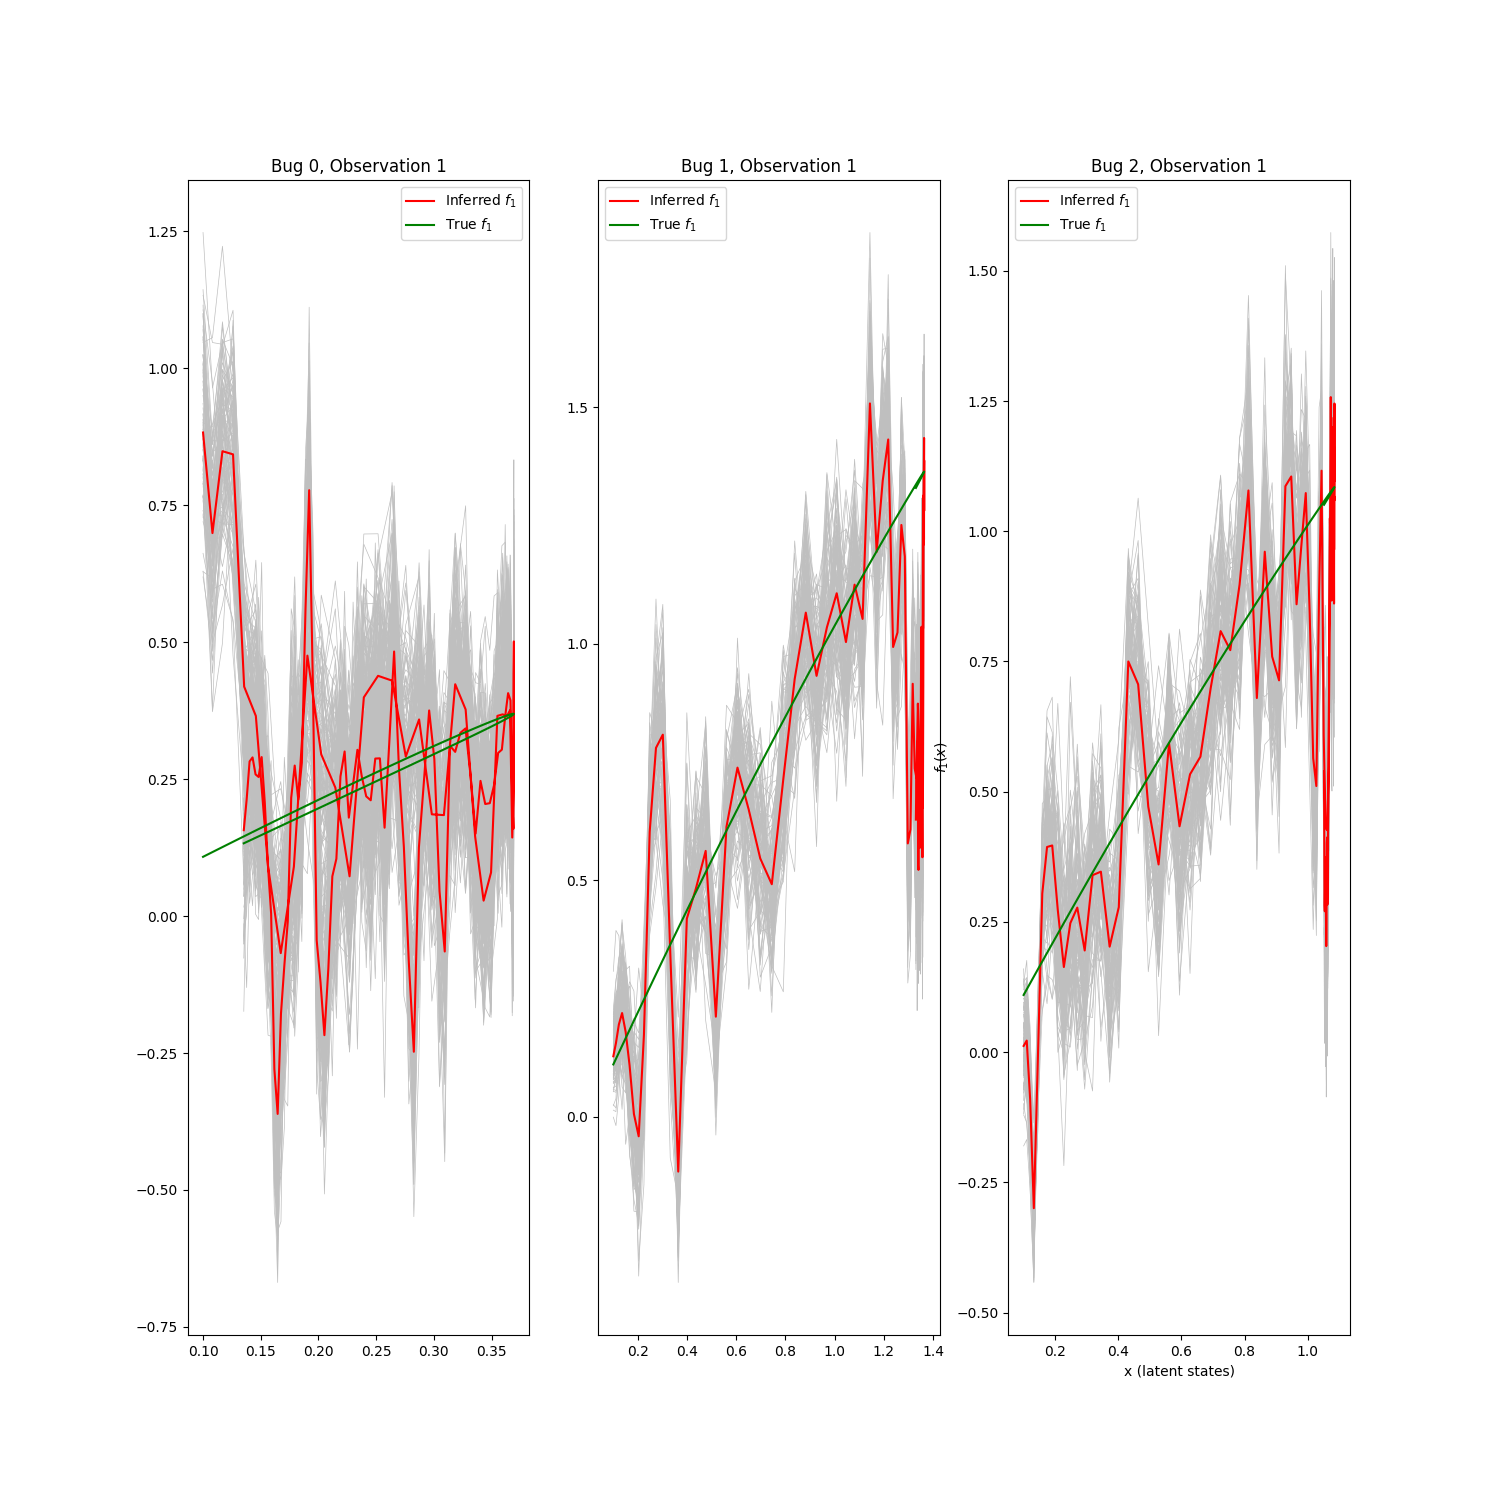 Bug 0, Observation 1
Inferred f₁
True f₁
1.25
1.00
0.75
0.50
0.25
0.00
−0.25
−0.50
−0.75
0.10 0.15 0.20 0.25 0.30 0.35
Bug 1, Observation 1
Inferred f₁
True f₁
1.5
1.0
0.5
0.0
0.2 0.4 0.6 0.8 1.0 1.2 1.4
Bug 2, Observation 1
Inferred f₁
True f₁
f₁(x)
1.50
1.25
1.00
0.75
0.50
0.25
0.00
−0.25
−0.50
0.2 0.4 0.6 0.8 1.0
x (latent states)